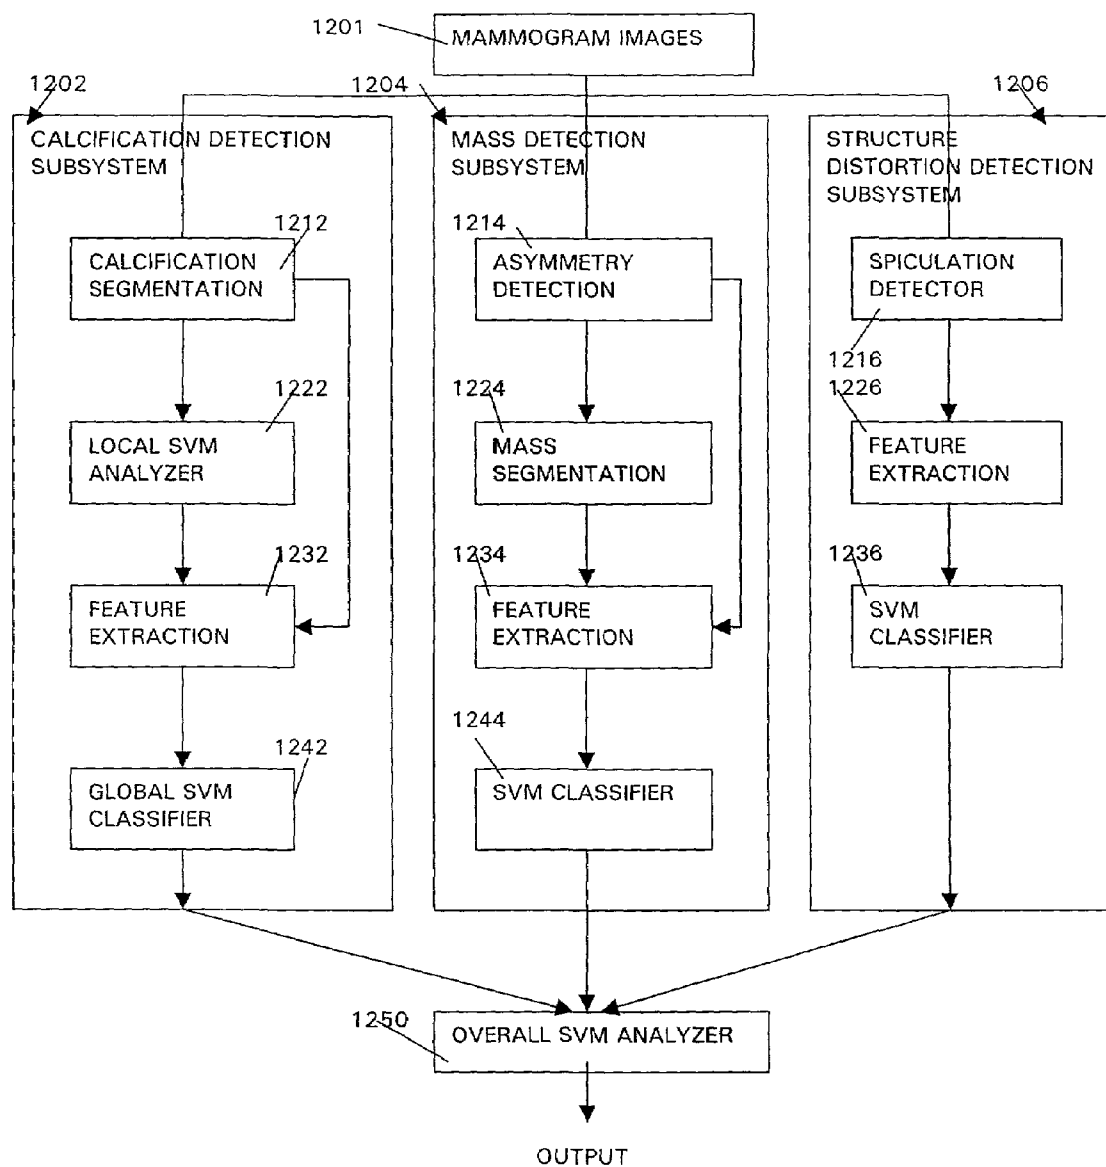 1201
MAMMOGRAM IMAGES
1202
1204
1206
CALCIFICATION DETECTION
SUBSYSTEM
MASS DETECTION
SUBSYSTEM
STRUCTURE
DISTORTION DETECTION
SUBSYSTEM
1212
CALCIFICATION
SEGMENTATION
1214
ASYMMETRY
DETECTION
SPICULATION
DETECTOR
1216
1222
LOCAL SVM
ANALYZER
1224
MASS
SEGMENTATION
1226
FEATURE
EXTRACTION
1232
FEATURE
EXTRACTION
1234
FEATURE
EXTRACTION
1236
SVM
CLASSIFIER
1242
GLOBAL SVM
CLASSIFIER
1244
SVM CLASSIFIER
1250
OVERALL SVM ANALYZER
OUTPUT